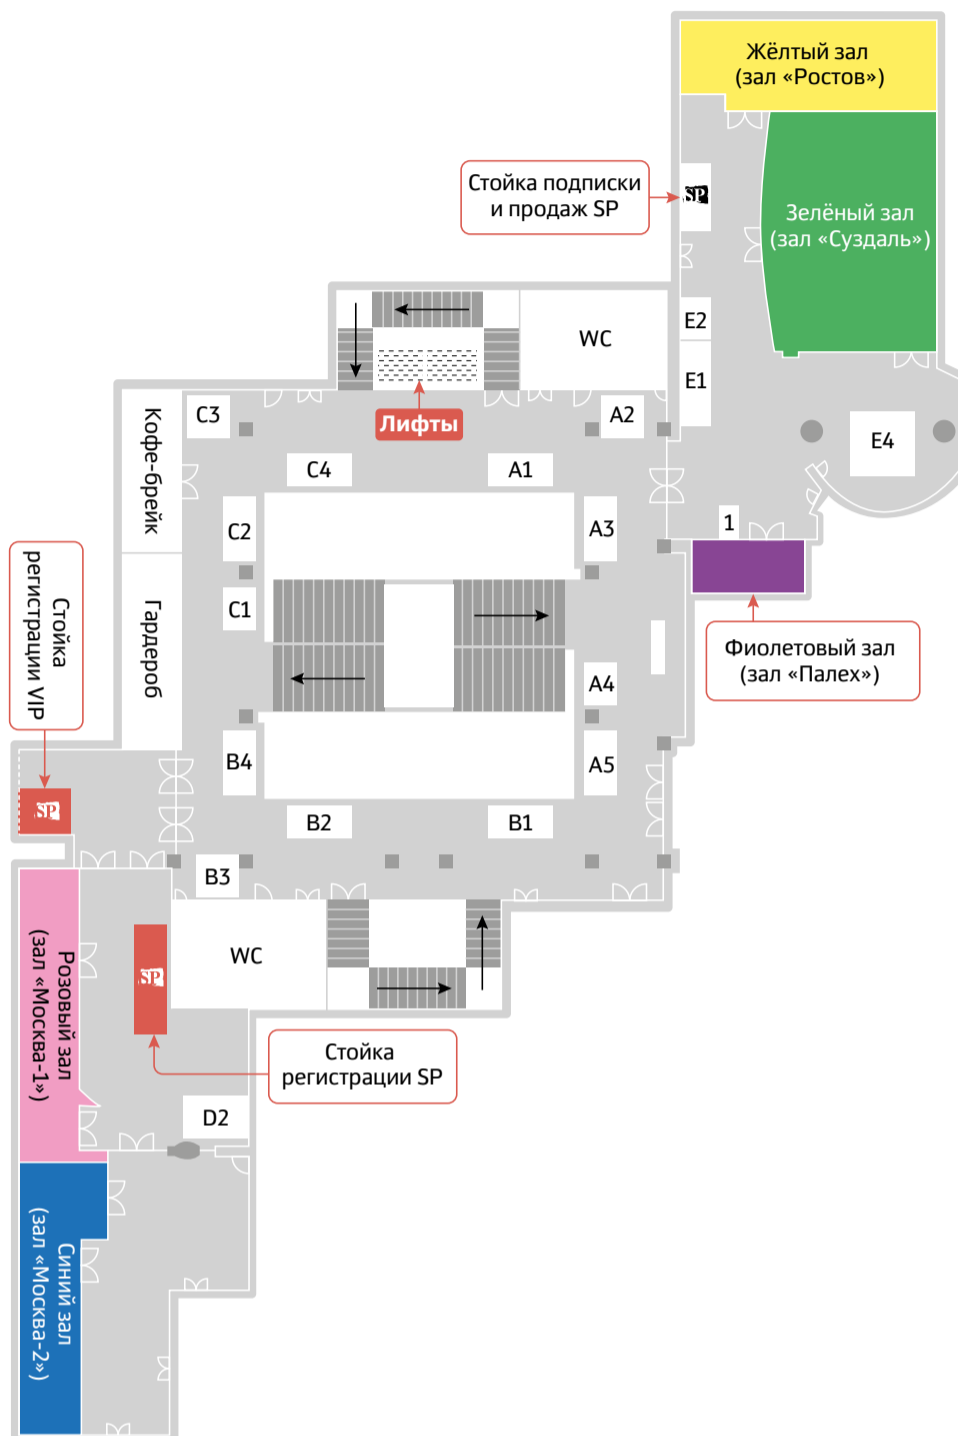 Жёлтый зал
(зал «Ростов»)
Стойка подписки
и продаж SP
SP
Зелёный зал
(зал «Суздаль»)
WC
E2
E1
E4
Лифты
C3
A2
Кофе-брейк
C4
A1
C2
A3
1
Стойка
регистрации VIP
Гардероб
C1
Фиолетовый зал
(зал «Палех»)
A4
B4
A5
SP
B2
B1
B3
Розовый зал
(зал «Москва-1»)
SP
WC
Стойка
регистрации SP
D2
Синий зал
(зал «Москва-2»)